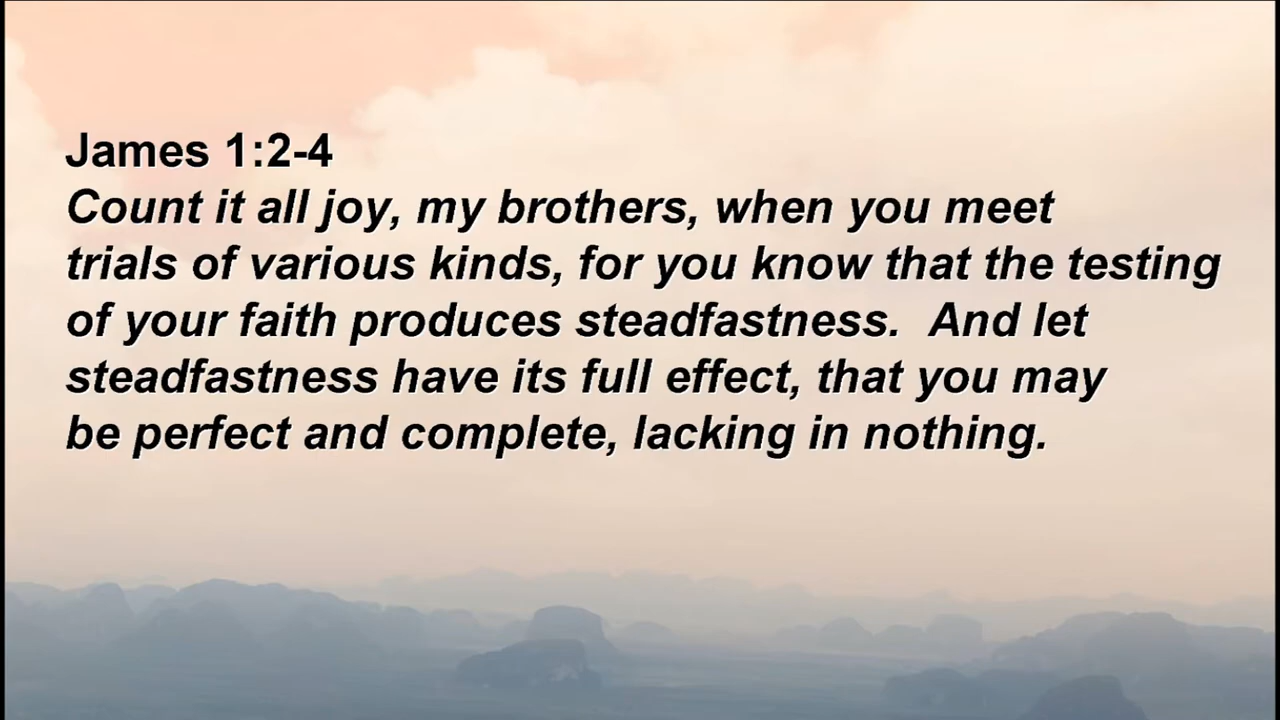 James 1:2-4
Count it all joy, my brothers, when you meet
trials of various kinds, for you know that the testing
of your faith produces steadfastness.  And let
steadfastness have its full effect, that you may
be perfect and complete, lacking in nothing.